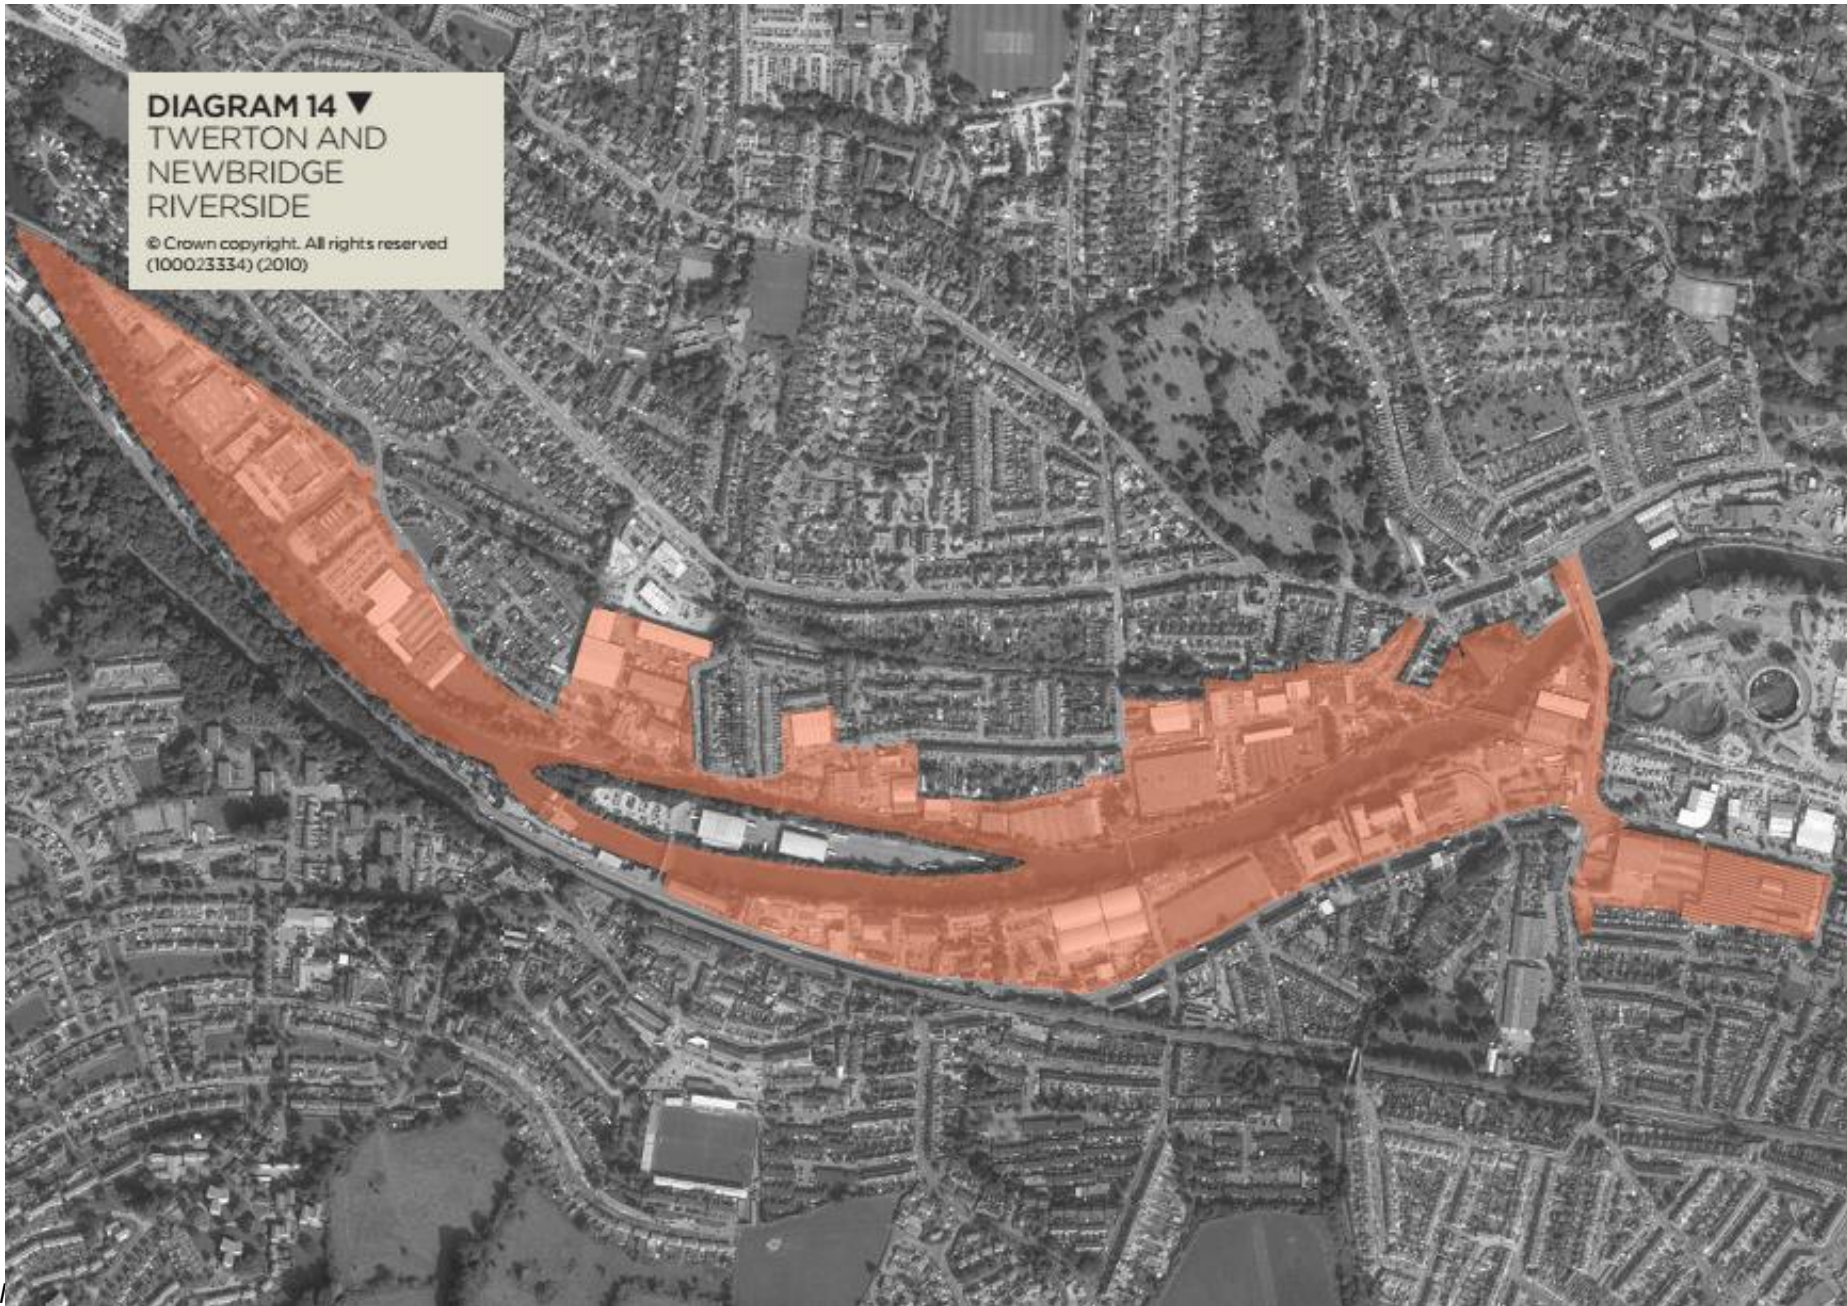 DIAGRAM 14 ▼
TWERTON AND
NEWBRIDGE
RIVERSIDE
© Crown copyright. All rights reserved
(100023334) (2010)